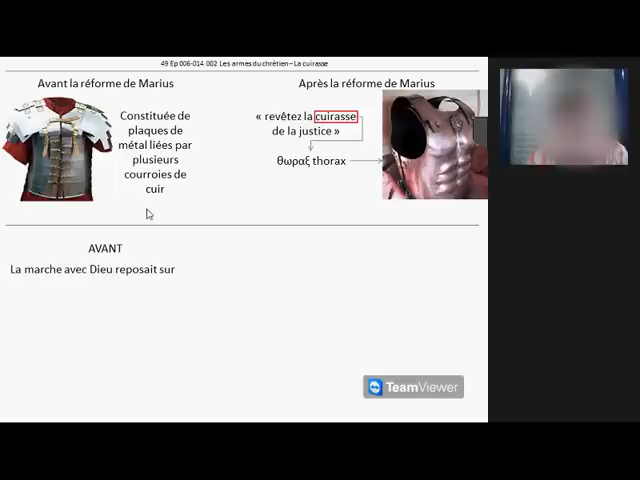 49 Ep 006-014 002 Les armes du chrètien – La cuirasse
Avant la réforme de Marius
Constituée de
plaques de
métal liées par
plusieurs
courroies de
cuir
Après la réforme de Marius
« revêtez la cuirasse
de la justice »
θωραξ thorax
AVANT
La marche avec Dieu reposait sur
TeamViewer